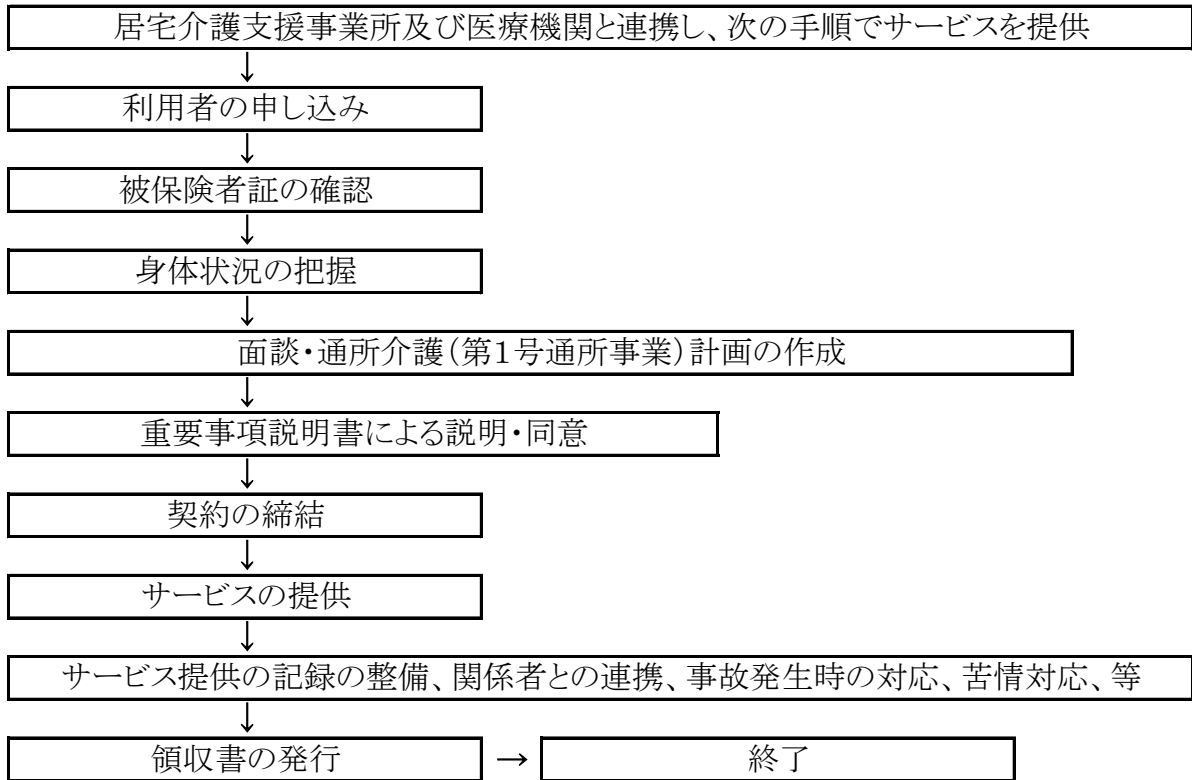 居宅介護支援事業所及び医療機関と連携し、次の手順でサービスを提供
↓
利用者の申し込み
↓
被保険者証の確認
↓
身体状況の把握
↓
面談・通所介護(第1号通所事業)計画の作成
↓
重要事項説明書による説明・同意
↓
契約の締結
↓
サービスの提供
↓
サービス提供の記録の整備、関係者との連携、事故発生時の対応、苦情対応、等
↓
領収書の発行 → 終了